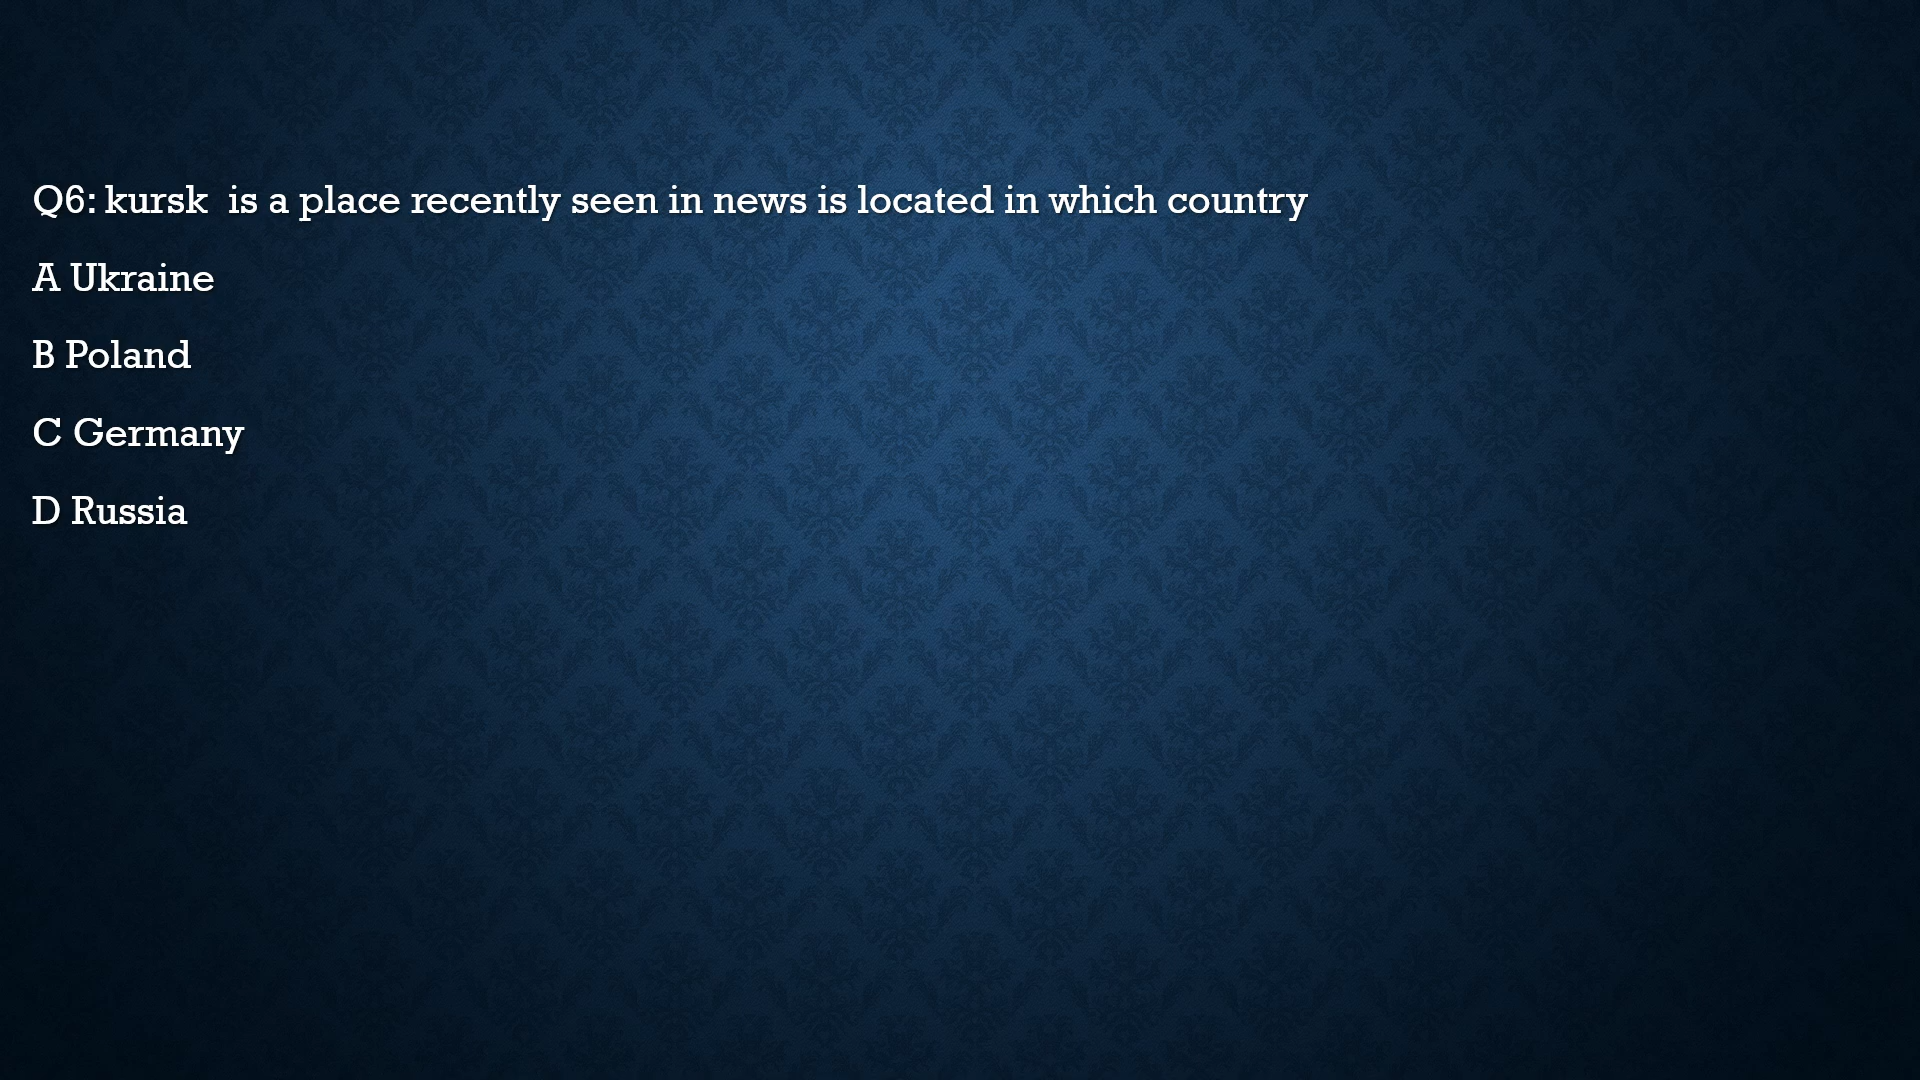 Q6: kursk  is a place recently seen in news is located in which country
A Ukraine
B Poland
C Germany
D Russia